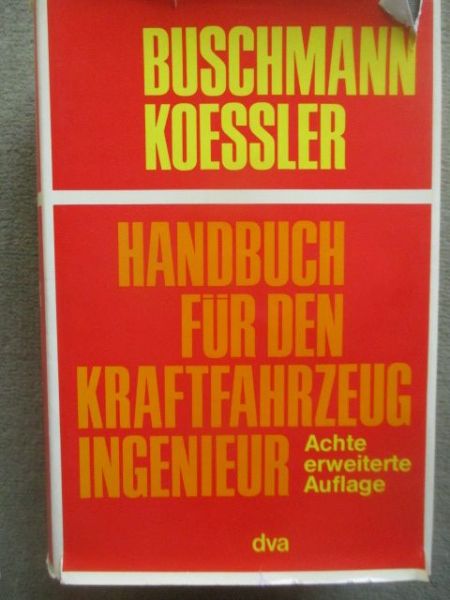 BUSCHMANN
KOESSLER
HANDBUCH
FÜR DEN
KRAFTFAHRZEUG
INGENIEUR
Achte
erweiterte
Auflage
dva